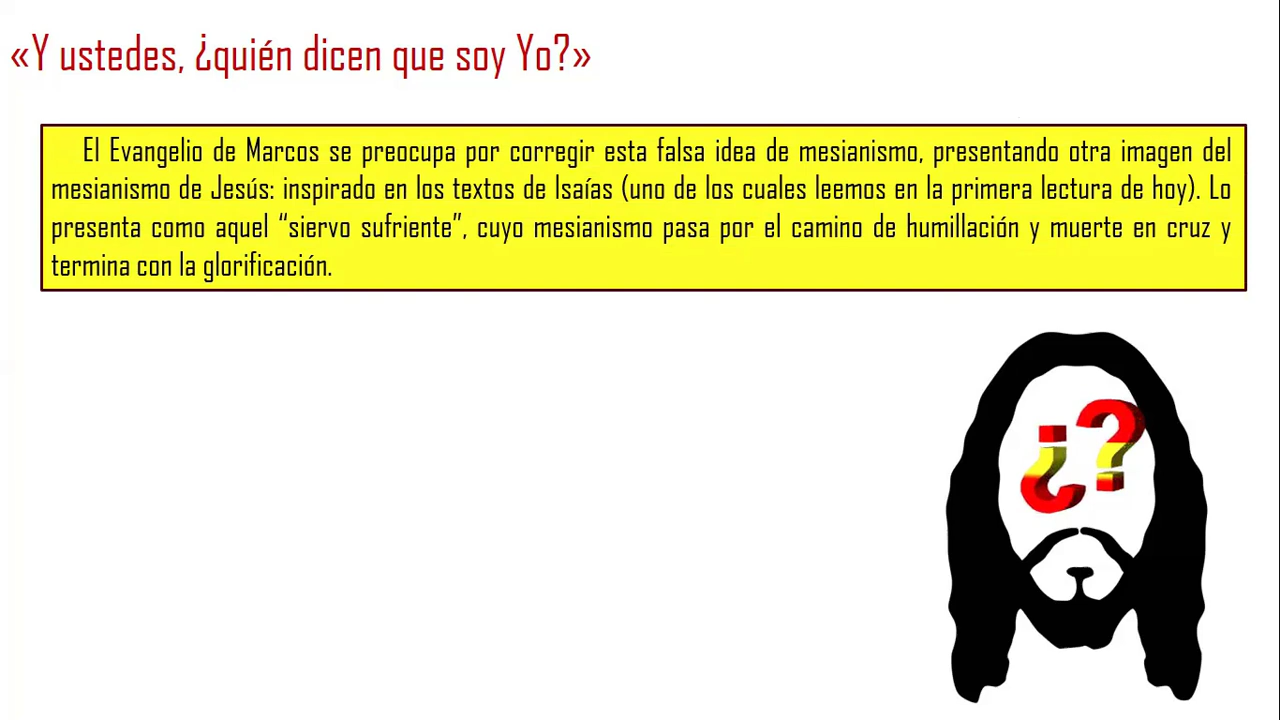 «Y ustedes, ¿quién dicen que soy Yo?»
El Evangelio de Marcos se preocupa por corregir esta falsa idea de mesianismo, presentando otra imagen del
mesianismo de Jesús: inspirado en los textos de Isaías (uno de los cuales leemos en la primera lectura de hoy). Lo
presenta como aquel “siervo sufriente”, cuyo mesianismo pasa por el camino de humillación y muerte en cruz y
termina con la glorificación.
¿?